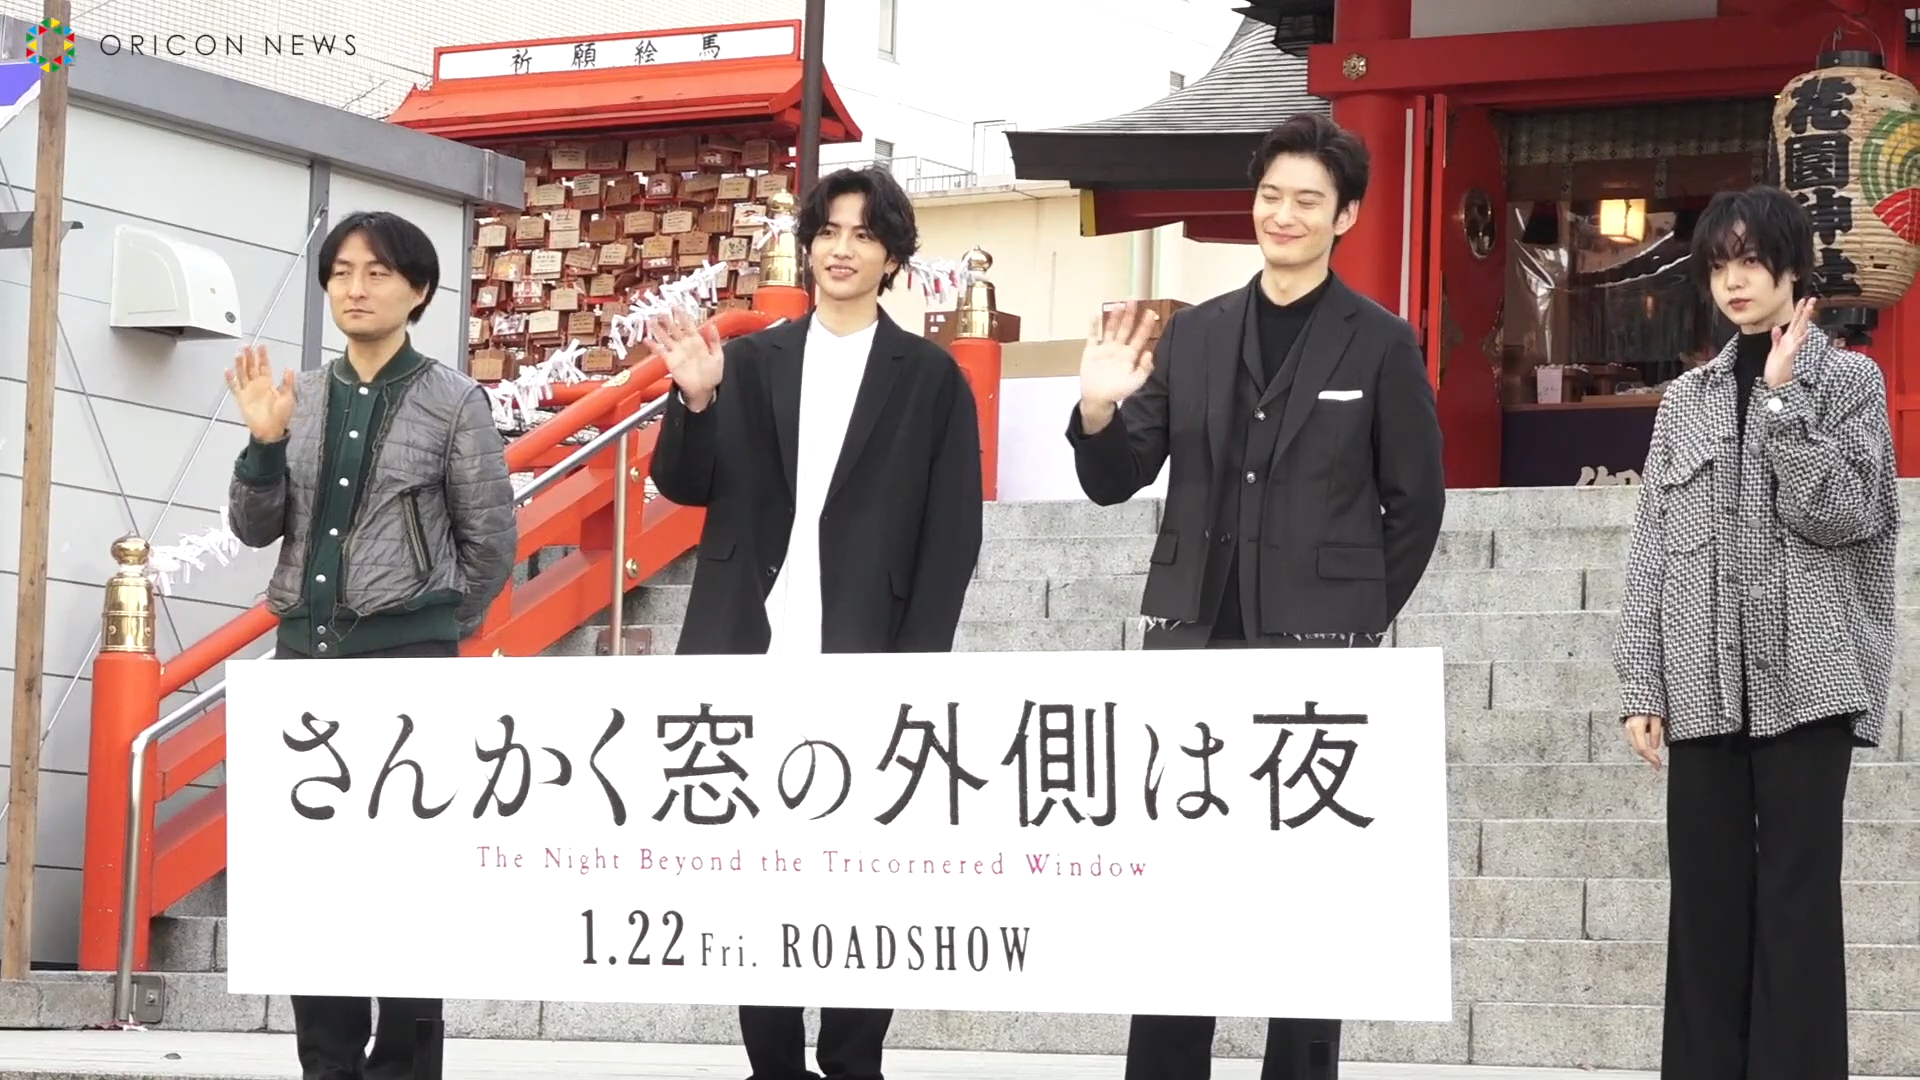 ORICON NEWS
祈願絵馬
花園神社
さんかく窓の外側は夜
The Night Beyond the Tricornered Window
1.22 Fri. ROADSHOW